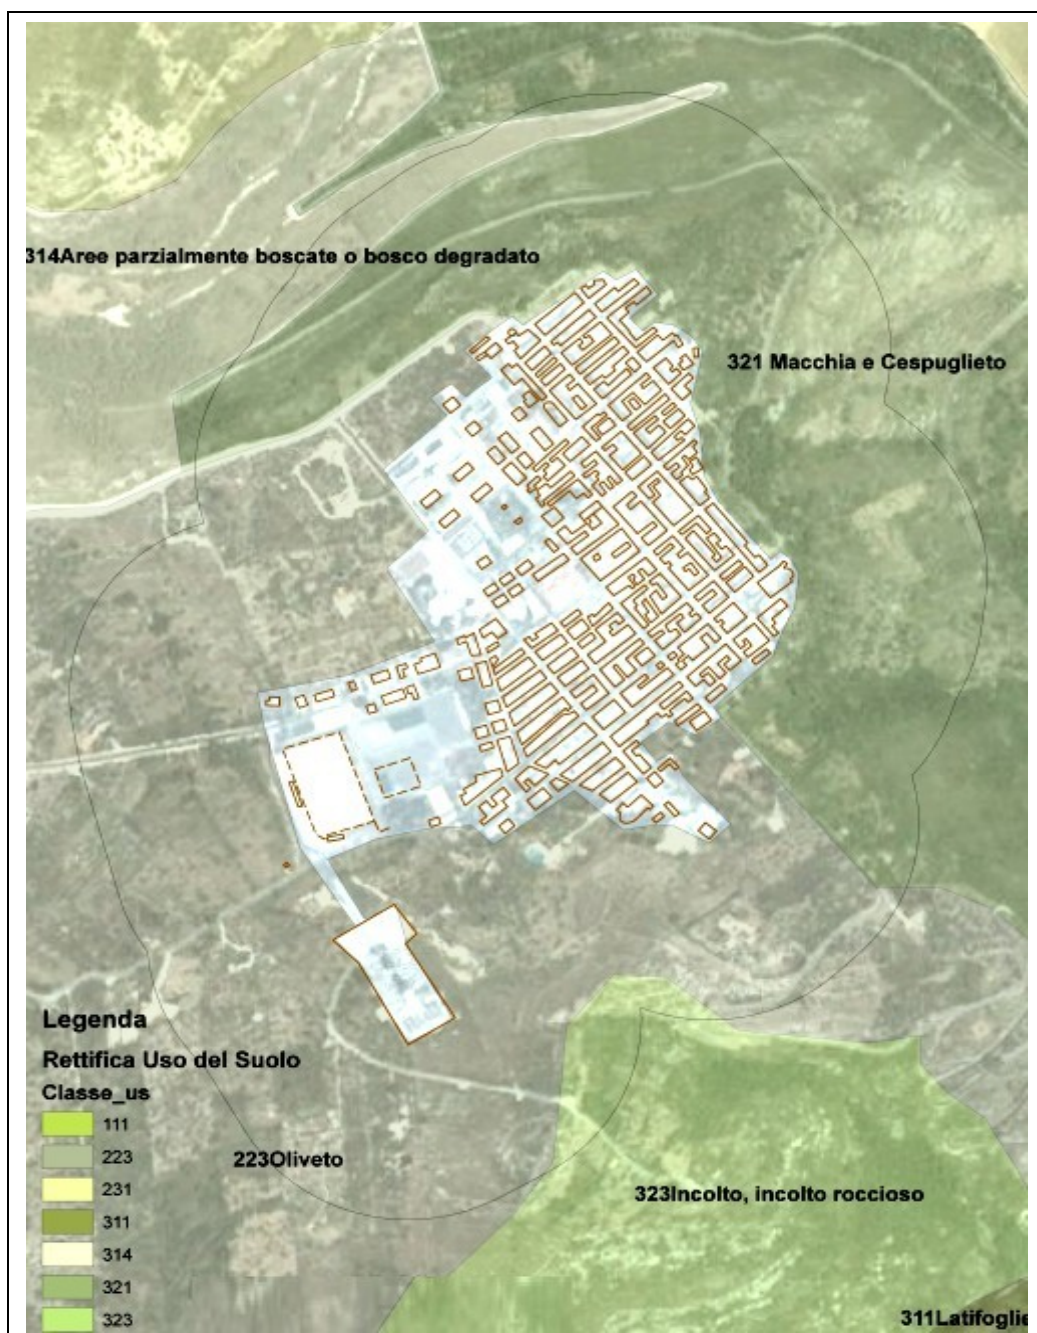 314Aree parzialmente boscate o bosco degradato
321 Macchia e Cespuglieto
Legenda
Rettifica Uso del Suolo
Classe_us
111
223
231
311
314
321
323
223Oliveto
323Incolto, incolto roccioso
311Latifoglie